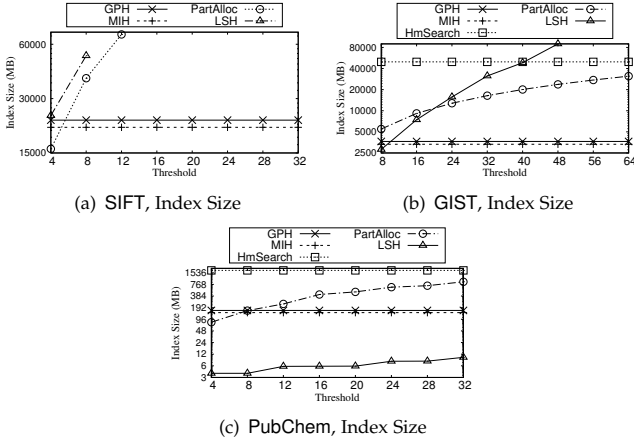 GPH PartAlloc
MIH LSH
Index Size (MB)
60000
30000
15000
4 8 12 16 20 24 28 32
Threshold
(a) SIFT, Index Size
GPH PartAlloc
MIH LSH
HmSearch
Index Size (MB)
80000
40000
20000
10000
5000
2500
8 16 24 32 40 48 56 64
Threshold
(b) GIST, Index Size
GPH PartAlloc
MIH LSH
HmSearch
Index Size (MB)
1536
768
384
192
96
48
24
12
6
3
4 8 12 16 20 24 28 32
Threshold
(c) PubChem, Index Size